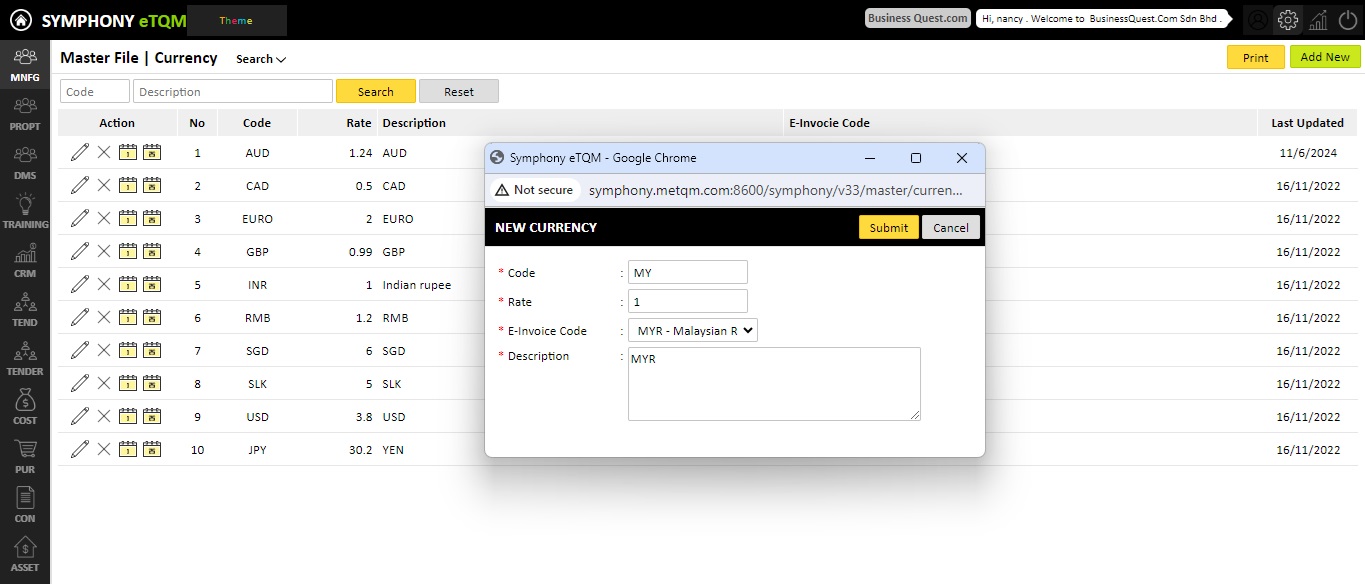 SYMPHONY eTQM
Theme
Business Quest.com
Hi, nancy . Welcome to BusinessQuest.Com Sdn Bhd .
MNFG
PROPT
DMS
TRAINING
CRM
TEND
TENDER
COST
PUR
CON
ASSET
Master File | Currency
Search
Print
Add New
Code
Description
Search
Reset
Action No Code Rate Description E-Invocie Code Last Updated
1 AUD 1.24 AUD 11/6/2024
2 CAD 0.5 CAD 16/11/2022
3 EURO 2 EURO 16/11/2022
4 GBP 0.99 GBP 16/11/2022
5 INR 1 Indian rupee 16/11/2022
6 RMB 1.2 RMB 16/11/2022
7 SGD 6 SGD 16/11/2022
8 SLK 5 SLK 16/11/2022
9 USD 3.8 USD 16/11/2022
10 JPY 30.2 YEN 16/11/2022
Symphony eTQM - Google Chrome
Not secure symphony.metqm.com:8600/symphony/v33/master/curren...
NEW CURRENCY
Submit
Cancel
* Code : MY
* Rate : 1
* E-Invoice Code : MYR - Malaysian R
* Description : MYR